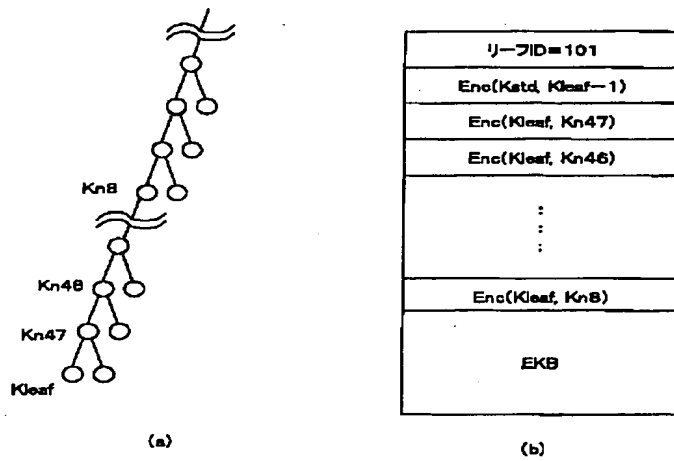 Kn8
Kn46
Kn47
Kleaf
(a)
リーフID=101
Enc(Kstd, Kleaf-1)
Enc(Kleaf, Kn47)
Enc(Kleaf, Kn46)
⋮
Enc(Kleaf, Kn8)
EKB
(b)